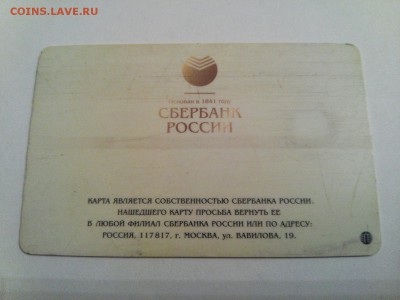 COINS.LAVE.RU
Основан в 1841 году
СБЕРБАНК
РОССИИ
КАРТА ЯВЛЯЕТСЯ СОБСТВЕННОСТЬЮ СБЕРБАНКА РОССИИ.
НАШЕДШЕГО КАРТУ ПРОСЬБА ВЕРНУТЬ ЕЕ
В ЛЮБОЙ ФИЛИАЛ СБЕРБАНКА РОССИИ ИЛИ ПО АДРЕСУ:
РОССИЯ, 117817, г. МОСКВА, ул. ВАВИЛОВА, 19.